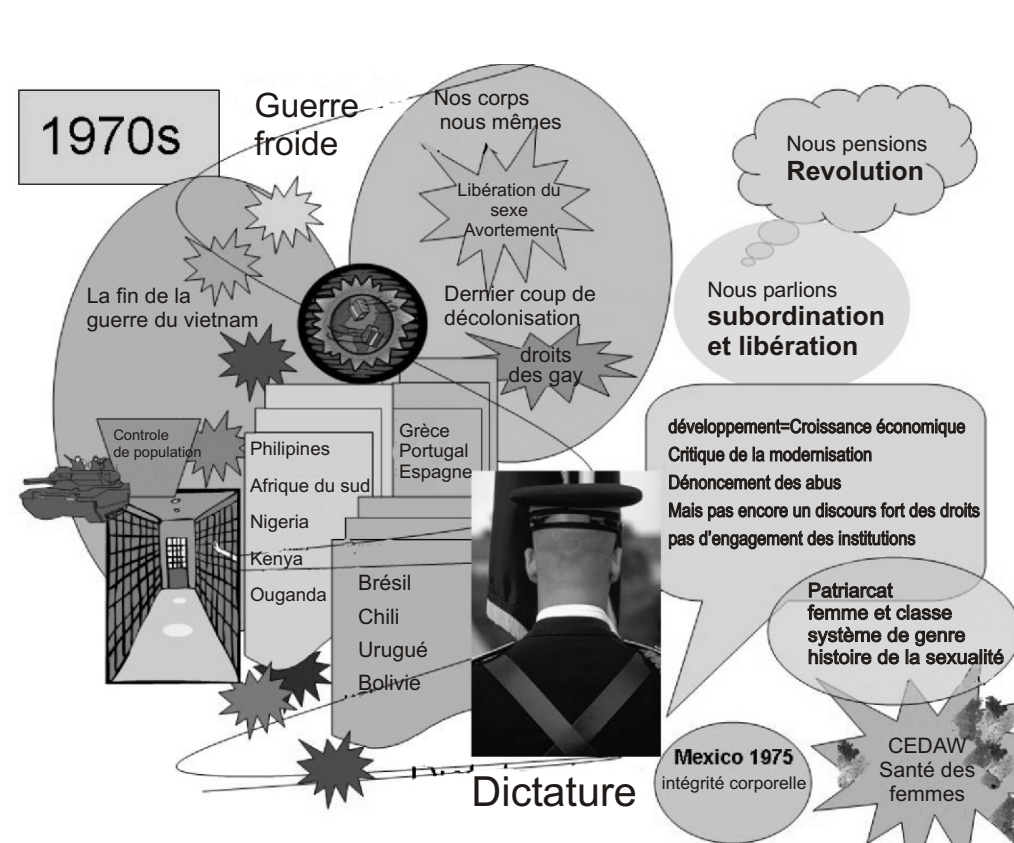 1970s
Guerre
froide
Nos corps
nous mêmes
Libération du
sexe
Avortement
Nous pensions
Revolution
La fin de la
guerre du vietnam
Dernier coup de
décolonisation
droits
des gay
Nous parlions
subordination
et libération
Controle
de population
Philipines
Afrique du sud
Nigeria
Kenya
Ouganda
Grèce
Portugal
Espagne
Brésil
Chili
Urugué
Bolivie
développement=Croissance économique
Critique de la modernisation
Dénoncement des abus
Mais pas encore un discours fort des droits
pas d'engagement des institutions
Patriarcat
femme et classe
système de genre
histoire de la sexualité
Dictature
Mexico 1975
intégrité corporelle
CEDAW
Santé des
femmes